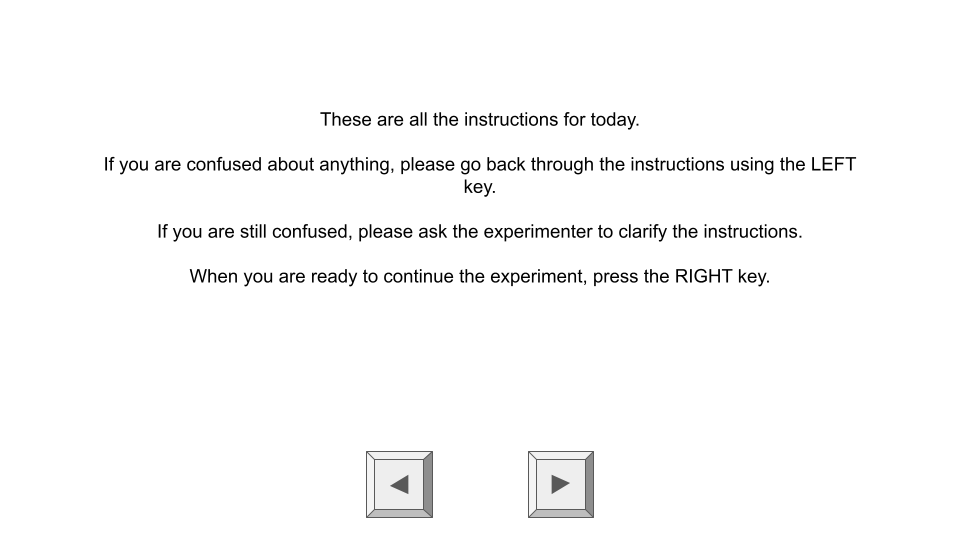 These are all the instructions for today.
If you are confused about anything, please go back through the instructions using the LEFT
key.
If you are still confused, please ask the experimenter to clarify the instructions.
When you are ready to continue the experiment, press the RIGHT key.